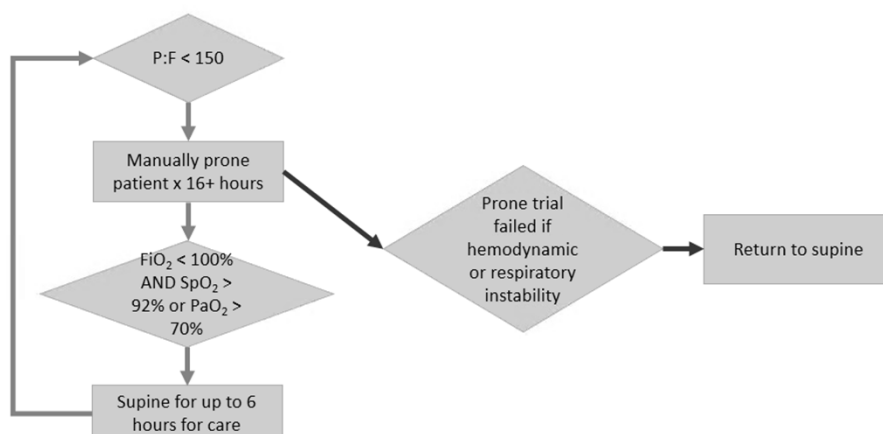 P:F < 150
Manually prone
patient x 16+ hours
FiO₂ < 100%
AND SpO₂ >
92% or PaO₂ >
70%
Supine for up to 6
hours for care
Prone trial
failed if
hemodynamic
or respiratory
instability
Return to supine